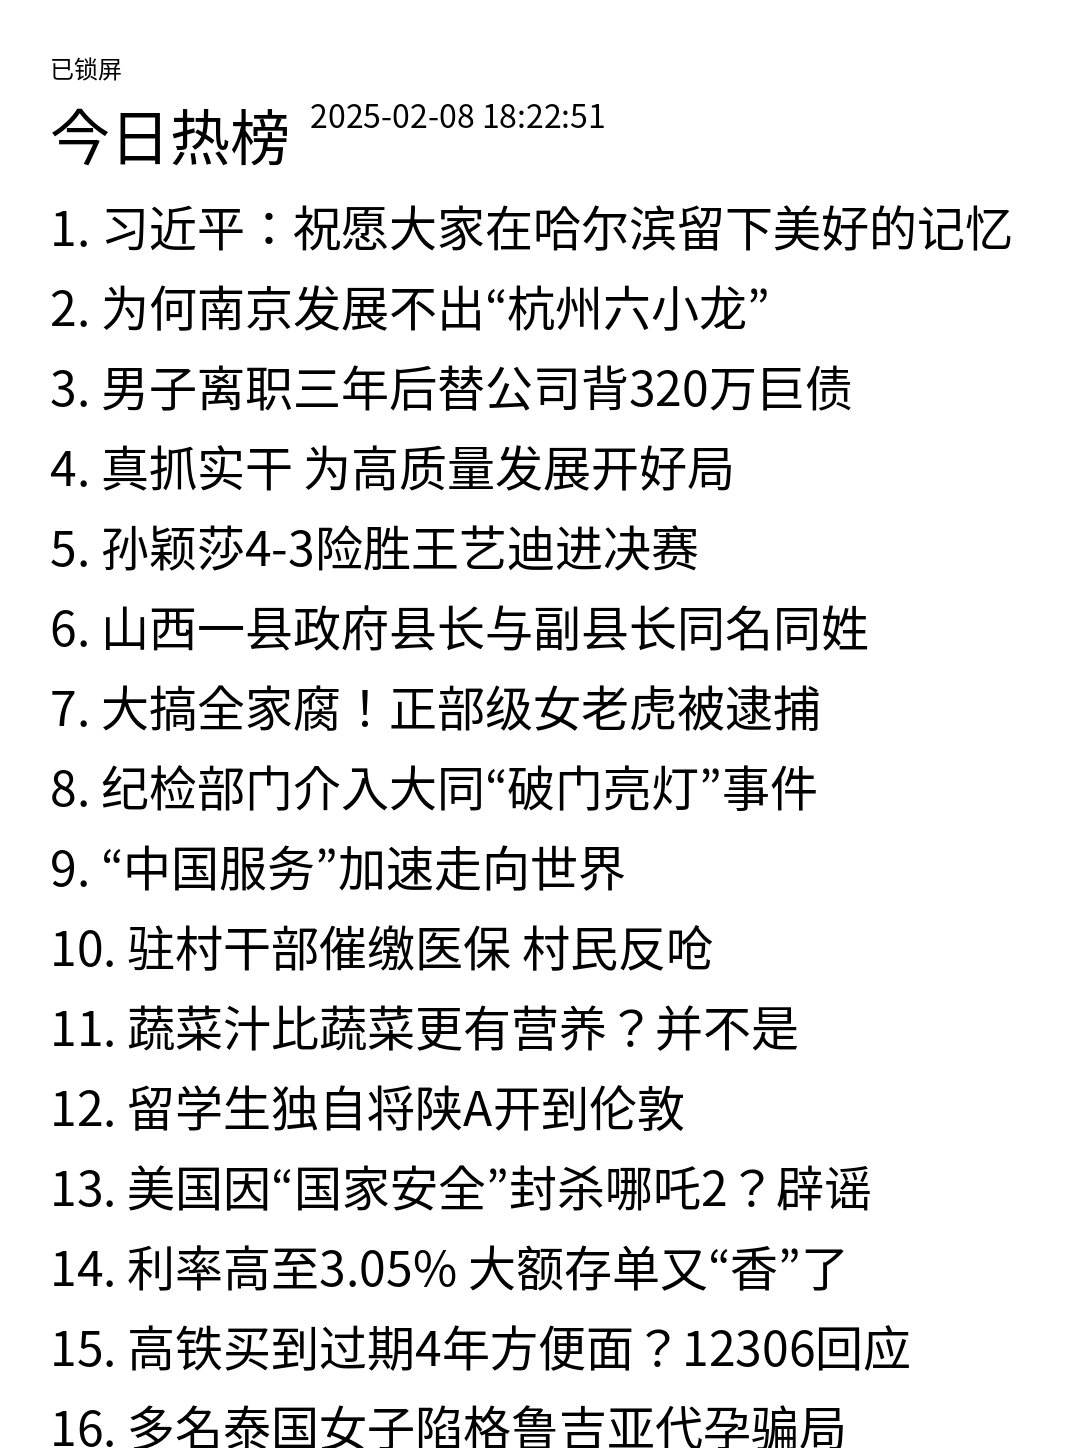 已锁屏
今日热榜 2025-02-08 18:22:51
1. 习近平：祝愿大家在哈尔滨留下美好的记忆
2. 为何南京发展不出“杭州六小龙”
3. 男子离职三年后替公司背320万巨债
4. 真抓实干 为高质量发展开好局
5. 孙颖莎4-3险胜王艺迪进决赛
6. 山西一县政府县长与副县长同名同姓
7. 大搞全家腐！正部级女老虎被逮捕
8. 纪检部门介入大同“破门亮灯”事件
9. “中国服务”加速走向世界
10. 驻村干部催缴医保 村民反呛
11. 蔬菜汁比蔬菜更有营养？并不是
12. 留学生独自将陕A开到伦敦
13. 美国因“国家安全”封杀哪吒2？辟谣
14. 利率高至3.05% 大额存单又“香”了
15. 高铁买到过期4年方便面？12306回应
16. 多名泰国女子陷格鲁吉亚代孕骗局